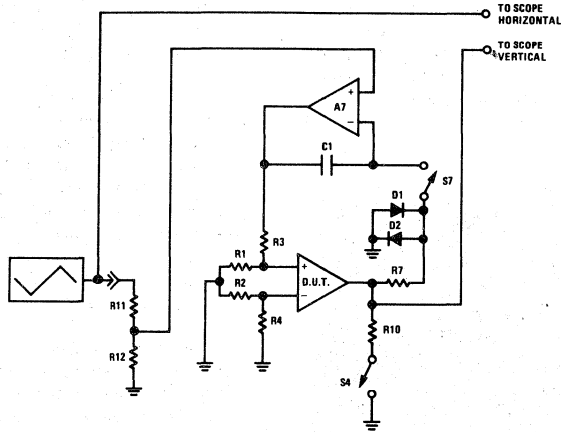 TO SCOPE
HORIZONTAL
TO SCOPE
VERTICAL
+
A7
−
C1
S7
D1
D2
R3
R1
+
R2
D.U.T.
−
R7
R11
R4
R10
R12
S4